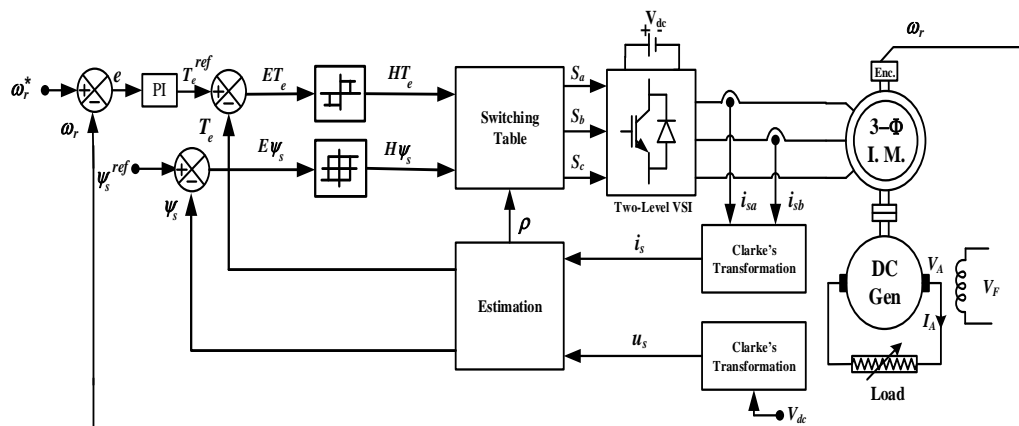 V_dc
+ -
ω_r
ω_r*
+
−
e
PI
T_e^ref
+
−
ET_e
HT_e
Switching
Table
S_a
S_b
S_c
Two-Level VSI
Enc.
3–Φ
I. M.
ω_r
T_e
ψ_s^ref
+
−
Eψ_s
Hψ_s
ψ_s
ρ
i_s
i_sa
i_sb
Clarke's
Transformation
Estimation
u_s
Clarke's
Transformation
V_dc
DC
Gen
V_A
I_A
V_F
Load